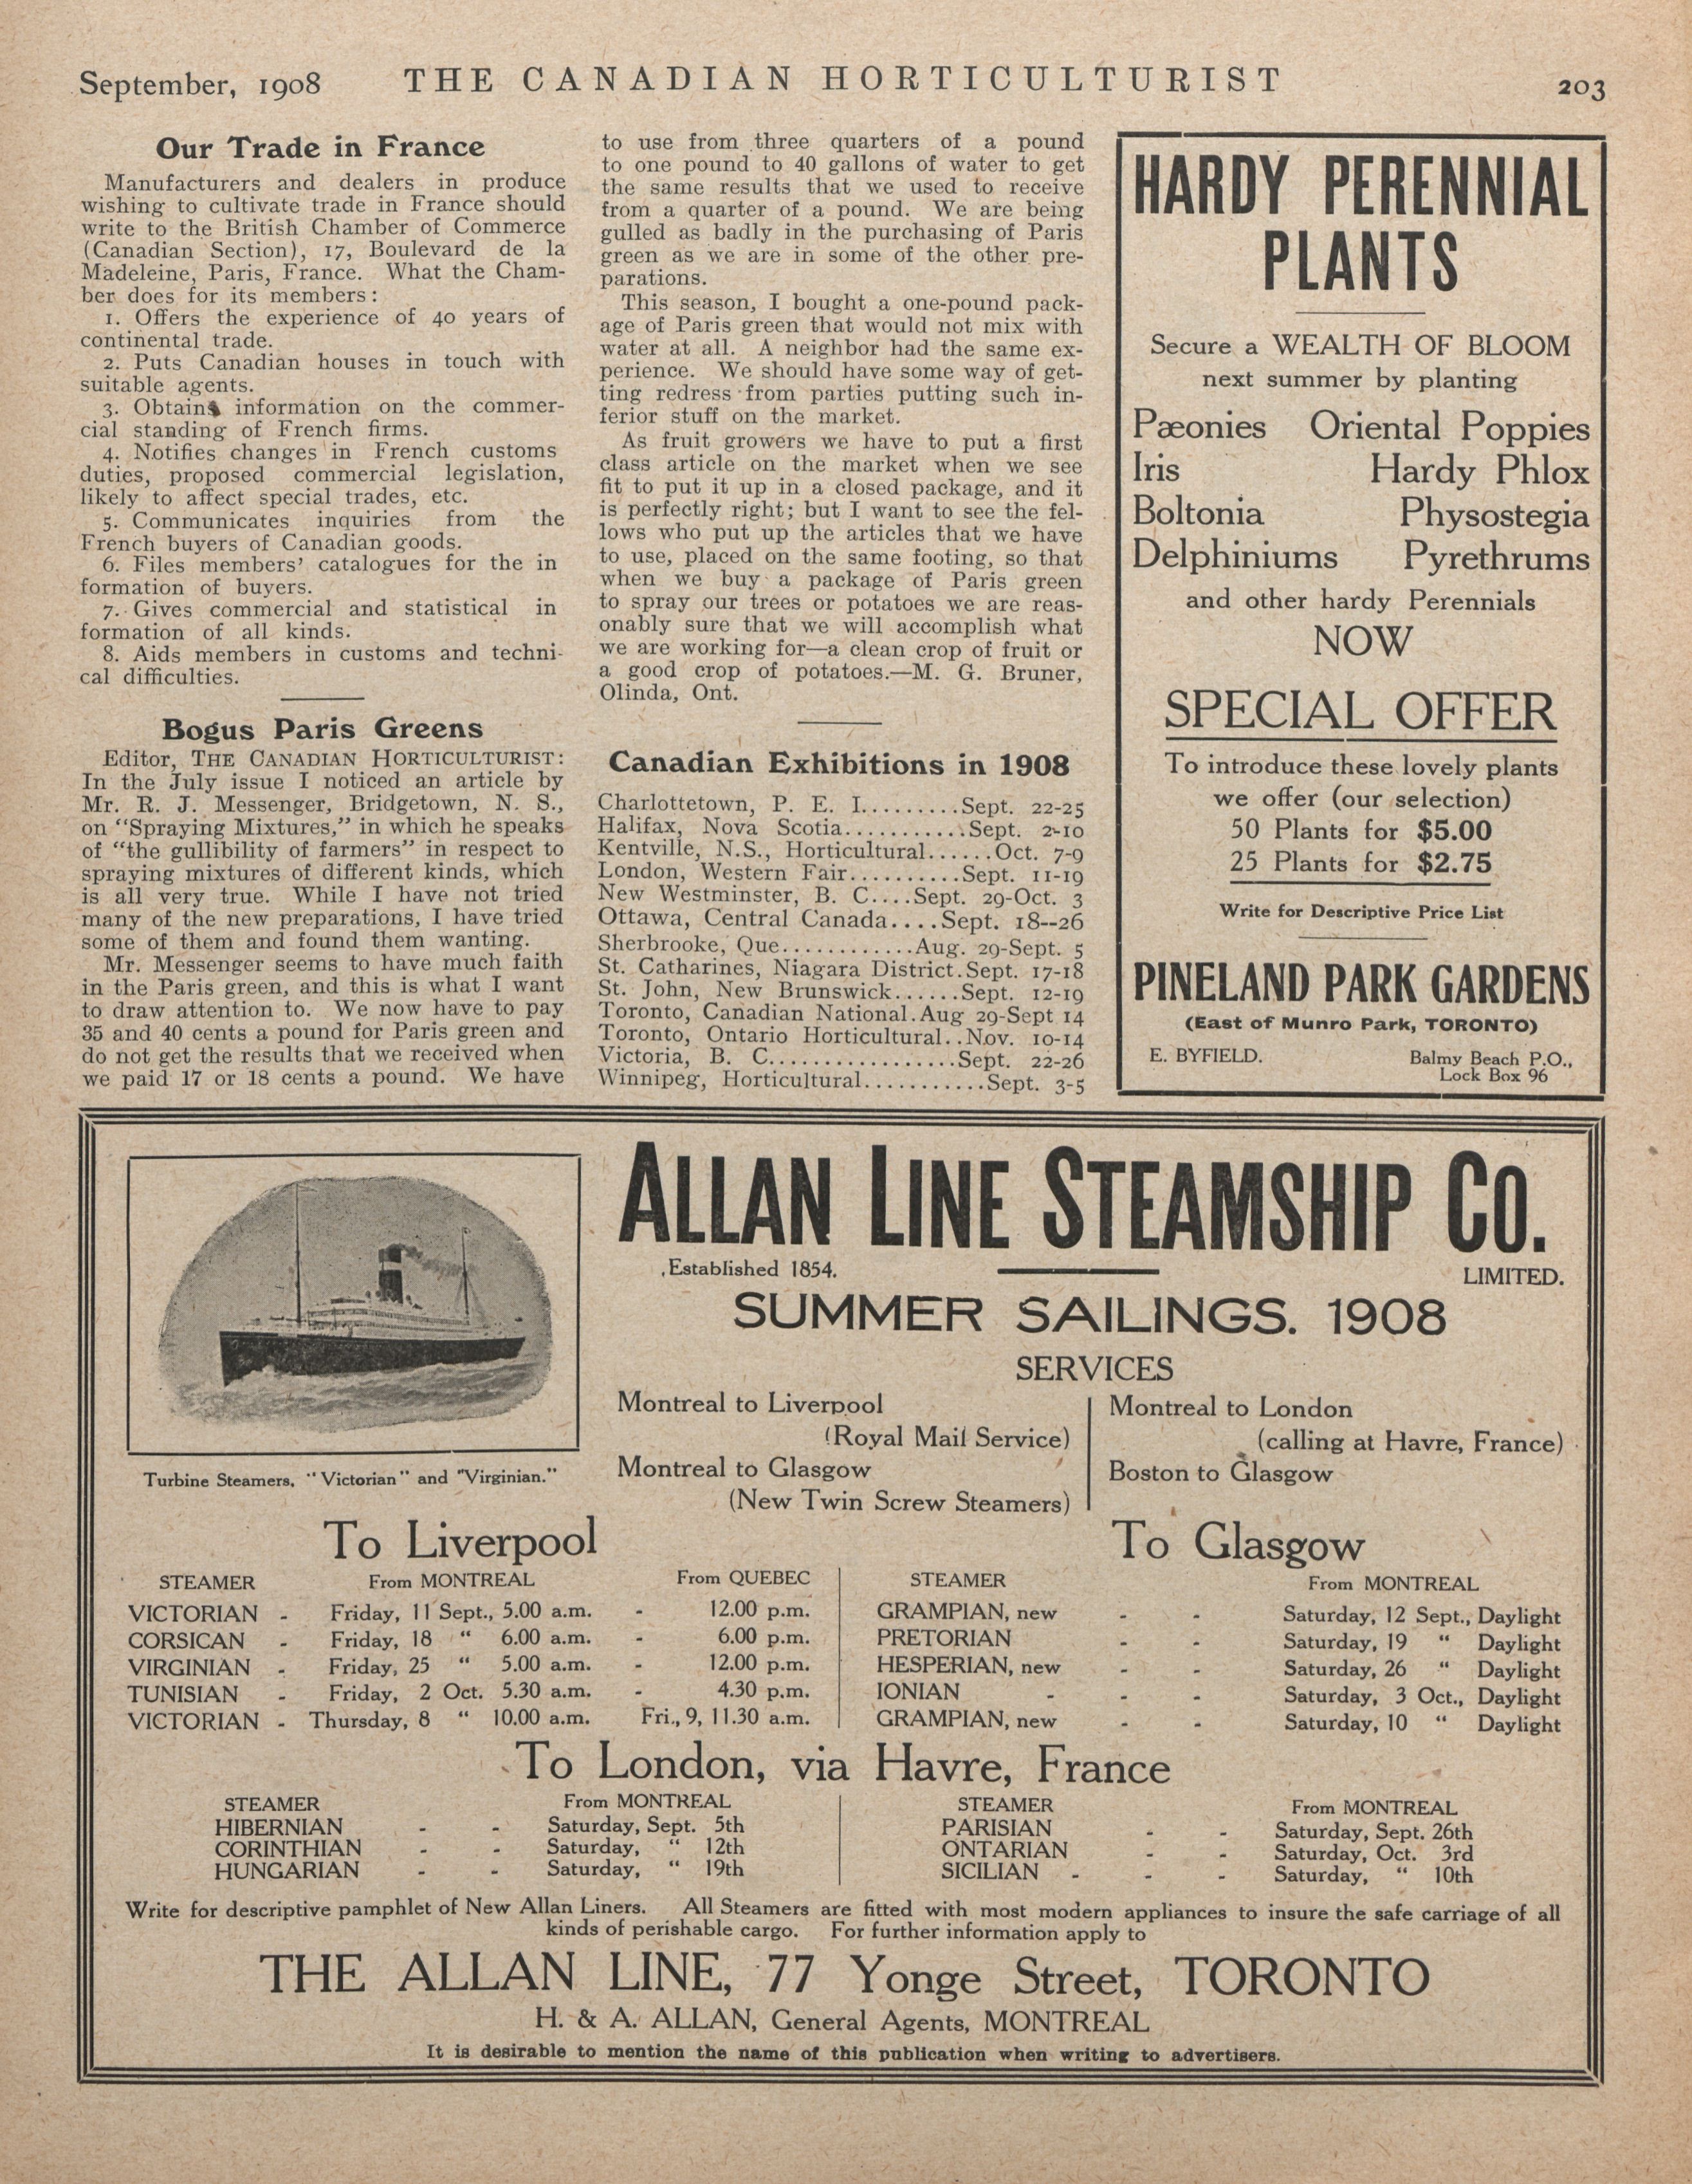 September, 1908 THE CANADIAN HORTICULTURIST 203
Our Trade in France
Manufacturers and dealers in produce
wishing to cultivate trade in France should
write to the British Chamber of Commerce
(Canadian Section), 17, Boulevard de la
Madeleine, Paris, France. What the Cham-
ber does for its members:
1. Offers the experience of 40 years of
continental trade.
2. Puts Canadian houses in touch with
suitable agents.
3. Obtains information on the commer-
cial standing of French firms.
4. Notifies changes in French customs
duties, proposed commercial legislation,
likely to affect special trades, etc.
5. Communicates inquiries from the
French buyers of Canadian goods.
6. Files members' catalogues for the in
formation of buyers.
7. Gives commercial and statistical in
formation of all kinds.
8. Aids members in customs and techni-
cal difficulties.
Bogus Paris Greens
Editor, THE CANADIAN HORTICULTURIST:
In the July issue I noticed an article by
Mr. R. J. Messenger, Bridgetown, N. S.,
on "Spraying Mixtures," in which he speaks
of "the gullibility of farmers" in respect to
spraying mixtures of different kinds, which
is all very true. While I have not tried
many of the new preparations, I have tried
some of them and found them wanting.
Mr. Messenger seems to have much faith
in the Paris green, and this is what I want
to draw attention to. We now have to pay
35 and 40 cents a pound for Paris green and
do not get the results that we received when
we paid 17 or 18 cents a pound. We have
to use from three quarters of a pound
to one pound to 40 gallons of water to get
the same results that we used to receive
from a quarter of a pound. We are being
gulled as badly in the purchasing of Paris
green as we are in some of the other pre-
parations.
This season, I bought a one-pound pack-
age of Paris green that would not mix with
water at all. A neighbor had the same ex-
perience. We should have some way of get-
ting redress from parties putting such in-
ferior stuff on the market.
As fruit growers we have to put a first
class article on the market when we see
fit to put it up in a closed package, and it
is perfectly right; but I want to see the fel-
lows who put up the articles that we have
to use, placed on the same footing, so that
when we buy a package of Paris green
to spray our trees or potatoes we are reas-
onably sure that we will accomplish what
we are working for—a clean crop of fruit or
a good crop of potatoes.—M. G. Bruner,
Olinda, Ont.
Canadian Exhibitions in 1908
Charlottetown, P. E. I.........Sept. 22-25
Halifax, Nova Scotia...........Sept. 2-10
Kentville, N.S., Horticultural......Oct. 7-9
London, Western Fair..........Sept. 11-19
New Westminster, B. C....Sept. 29-Oct. 3
Ottawa, Central Canada....Sept. 18--26
Sherbrooke, Que............Aug. 29-Sept. 5
St. Catharines, Niagara District.Sept. 17-18
St. John, New Brunswick......Sept. 12-19
Toronto, Canadian National.Aug 29-Sept 14
Toronto, Ontario Horticultural..Nov. 10-14
Victoria, B. C................Sept. 22-26
Winnipeg, Horticultural...........Sept. 3-5
HARDY PERENNIAL
PLANTS
Secure a WEALTH OF BLOOM
next summer by planting
Pæonies Oriental Poppies
Iris Hardy Phlox
Boltonia Physostegia
Delphiniums Pyrethrums
and other hardy Perennials
NOW
SPECIAL OFFER
To introduce these lovely plants
we offer (our selection)
50 Plants for $5.00
25 Plants for $2.75
Write for Descriptive Price List
PINELAND PARK GARDENS
(East of Munro Park, TORONTO)
E. BYFIELD. Balmy Beach P.O.,
Lock Box 96
ALLAN LINE STEAMSHIP CO.
Established 1854. LIMITED.
SUMMER SAILINGS. 1908
SERVICES
Montreal to Liverpool
(Royal Mail Service)
Montreal to Glasgow
(New Twin Screw Steamers)
Montreal to London
(calling at Havre, France)
Boston to Glasgow
Turbine Steamers, "Victorian" and "Virginian."
To Liverpool
STEAMER From MONTREAL From QUEBEC
VICTORIAN - Friday, 11 Sept., 5.00 a.m. - 12.00 p.m.
CORSICAN - Friday, 18 " 6.00 a.m. - 6.00 p.m.
VIRGINIAN - Friday, 25 " 5.00 a.m. - 12.00 p.m.
TUNISIAN - Friday, 2 Oct. 5.30 a.m. - 4.30 p.m.
VICTORIAN - Thursday, 8 " 10.00 a.m. Fri., 9, 11.30 a.m.
To Glasgow
STEAMER From MONTREAL
GRAMPIAN, new - - Saturday, 12 Sept., Daylight
PRETORIAN - - Saturday, 19 " Daylight
HESPERIAN, new - - Saturday, 26 " Daylight
IONIAN - - - Saturday, 3 Oct., Daylight
GRAMPIAN, new - - Saturday, 10 " Daylight
To London, via Havre, France
STEAMER From MONTREAL
HIBERNIAN - - Saturday, Sept. 5th
CORINTHIAN - - Saturday, " 12th
HUNGARIAN - - Saturday, " 19th
STEAMER From MONTREAL
PARISIAN - - Saturday, Sept. 26th
ONTARIAN - - Saturday, Oct. 3rd
SICILIAN - - - Saturday, " 10th
Write for descriptive pamphlet of New Allan Liners. All Steamers are fitted with most modern appliances to insure the safe carriage of all
kinds of perishable cargo. For further information apply to
THE ALLAN LINE, 77 Yonge Street, TORONTO
H. & A. ALLAN, General Agents, MONTREAL
It is desirable to mention the name of this publication when writing to advertisers.